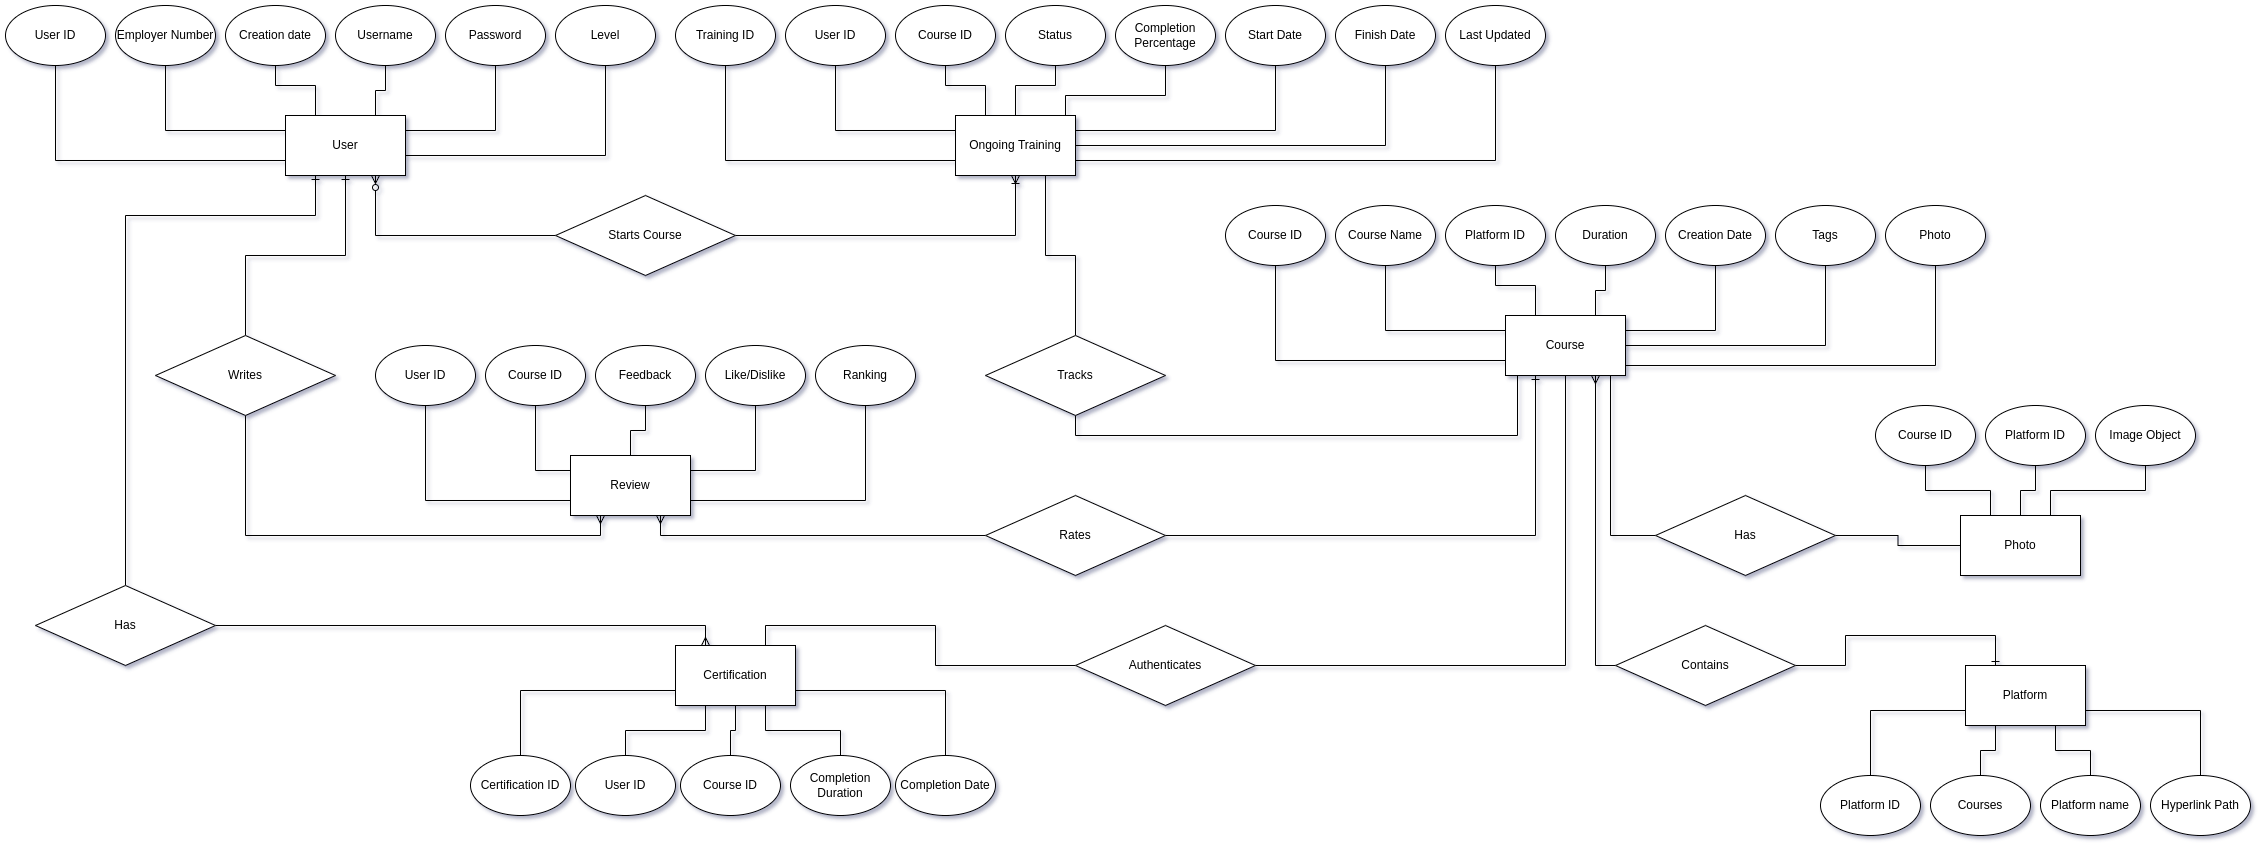 User ID
Employer Number
Creation date
Username
Password
Level
Training ID
User ID
Course ID
Status
Completion
Percentage
Start Date
Finish Date
Last Updated
User
Ongoing Training
Starts Course
Course ID
Course Name
Platform ID
Duration
Creation Date
Tags
Photo
Course
Writes
User ID
Course ID
Feedback
Like/Dislike
Ranking
Tracks
Course ID
Platform ID
Image Object
Review
Rates
Has
Photo
Has
Certification
Authenticates
Contains
Platform
Certification ID
User ID
Course ID
Completion
Duration
Completion Date
Platform ID
Courses
Platform name
Hyperlink Path